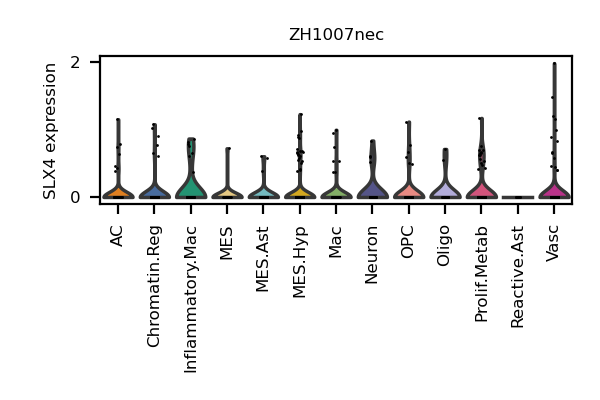 ZH1007nec
SLX4 expression
2
0
AC
Chromatin.Reg
Inflammatory.Mac
MES
MES.Ast
MES.Hyp
Mac
Neuron
OPC
Oligo
Prolif.Metab
Reactive.Ast
Vasc